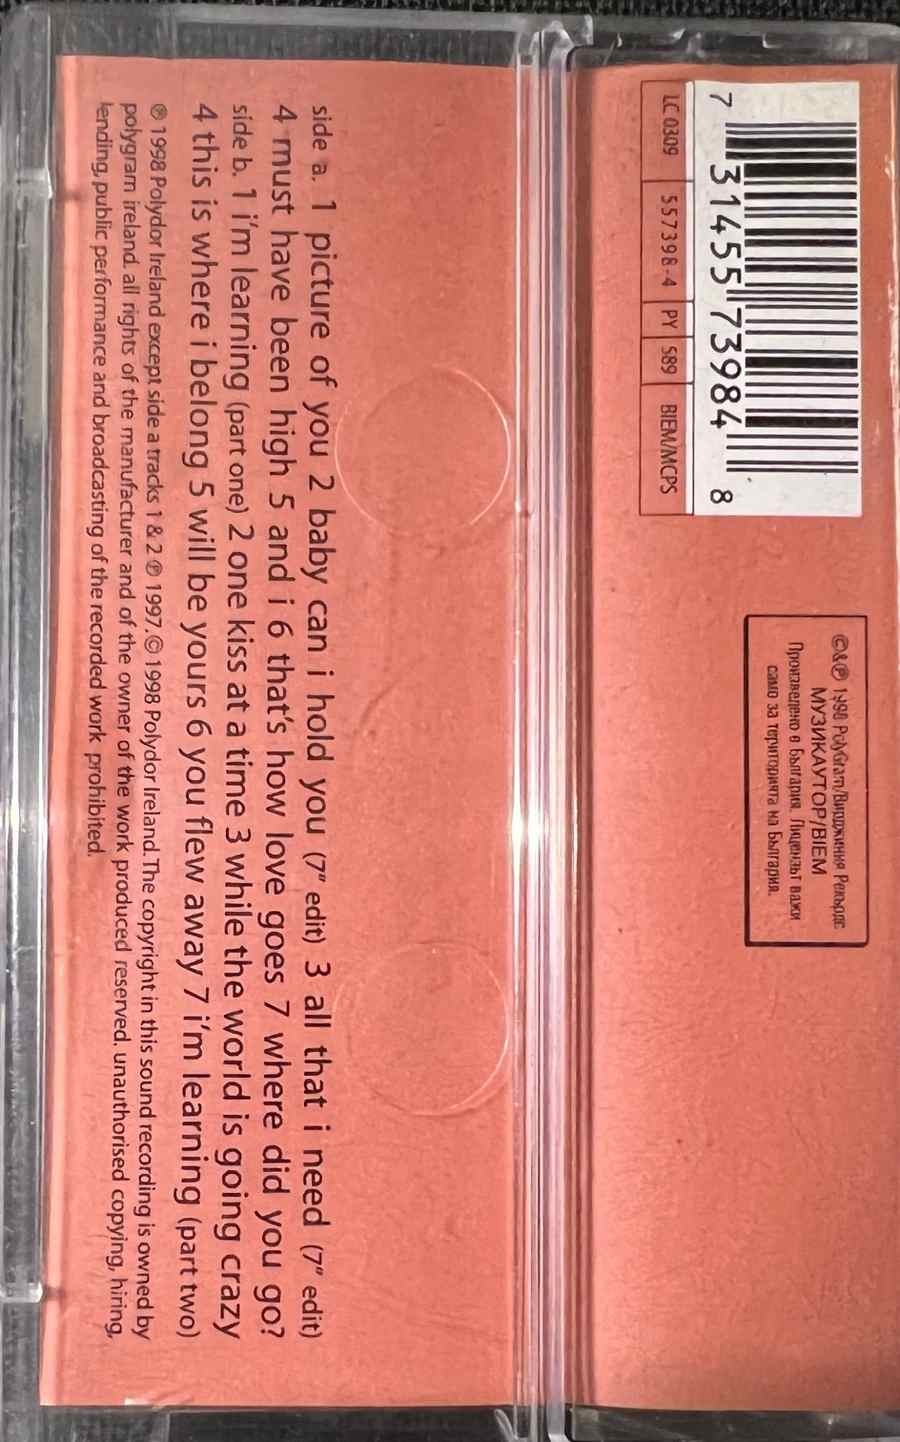 7 31455 73984 8
LC 0309 557398-4 PY 589 BIEM/MCPS
©&℗ 1998 PolyGram/Вирджиния Рекърдс
МУЗИКАУТОР/BIEM
Произведено в България. Лицензът важи
само за територията на България.
side a. 1 picture of you 2 baby can i hold you (7" edit) 3 all that i need (7" edit)
4 must have been high 5 and i 6 that's how love goes 7 where did you go?
side b. 1 i'm learning (part one) 2 one kiss at a time 3 while the world is going crazy
4 this is where i belong 5 will be yours 6 you flew away 7 i'm learning (part two)
℗ 1998 Polydor Ireland except side a tracks 1 & 2 ℗ 1997. © 1998 Polydor Ireland. The copyright in this sound recording is owned by
polygram ireland. all rights of the manufacturer and of the owner of the work produced reserved. unauthorised copying, hiring,
lending, public performance and broadcasting of the recorded work prohibited.